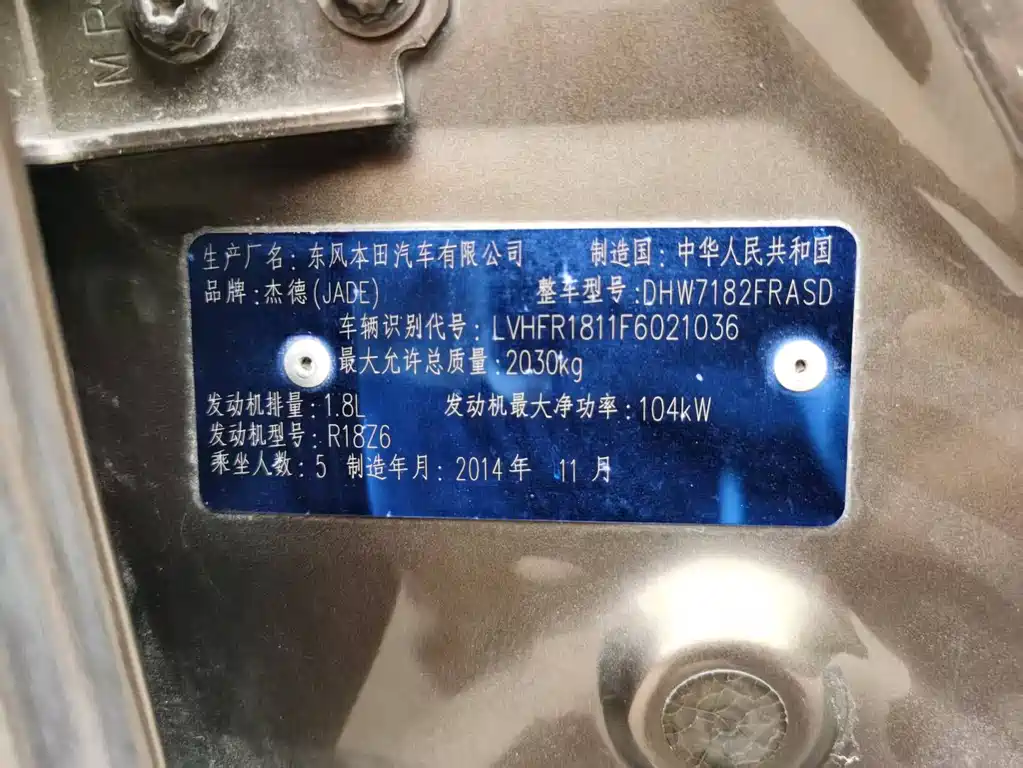 生产厂名：东风本田汽车有限公司 制造国：中华人民共和国
品牌：杰德(JADE) 整车型号：DHW7182FRASD
车辆识别代号：LVHFR1811F6021036
最大允许总质量：2030kg
发动机排量：1.8L 发动机最大净功率：104kW
发动机型号：R18Z6
乘坐人数：5 制造年月：2014年 11月